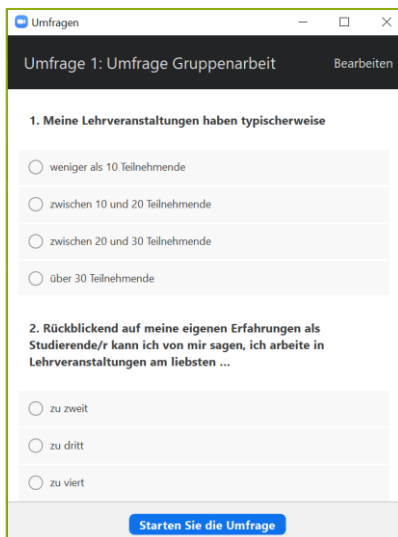 Umfragen
Umfrage 1: Umfrage Gruppenarbeit Bearbeiten
1. Meine Lehrveranstaltungen haben typischerweise
weniger als 10 Teilnehmende
zwischen 10 und 20 Teilnehmende
zwischen 20 und 30 Teilnehmende
über 30 Teilnehmende
2. Rückblickend auf meine eigenen Erfahrungen als
Studierende/r kann ich von mir sagen, ich arbeite in
Lehrveranstaltungen am liebsten ...
zu zweit
zu dritt
zu viert
Starten Sie die Umfrage